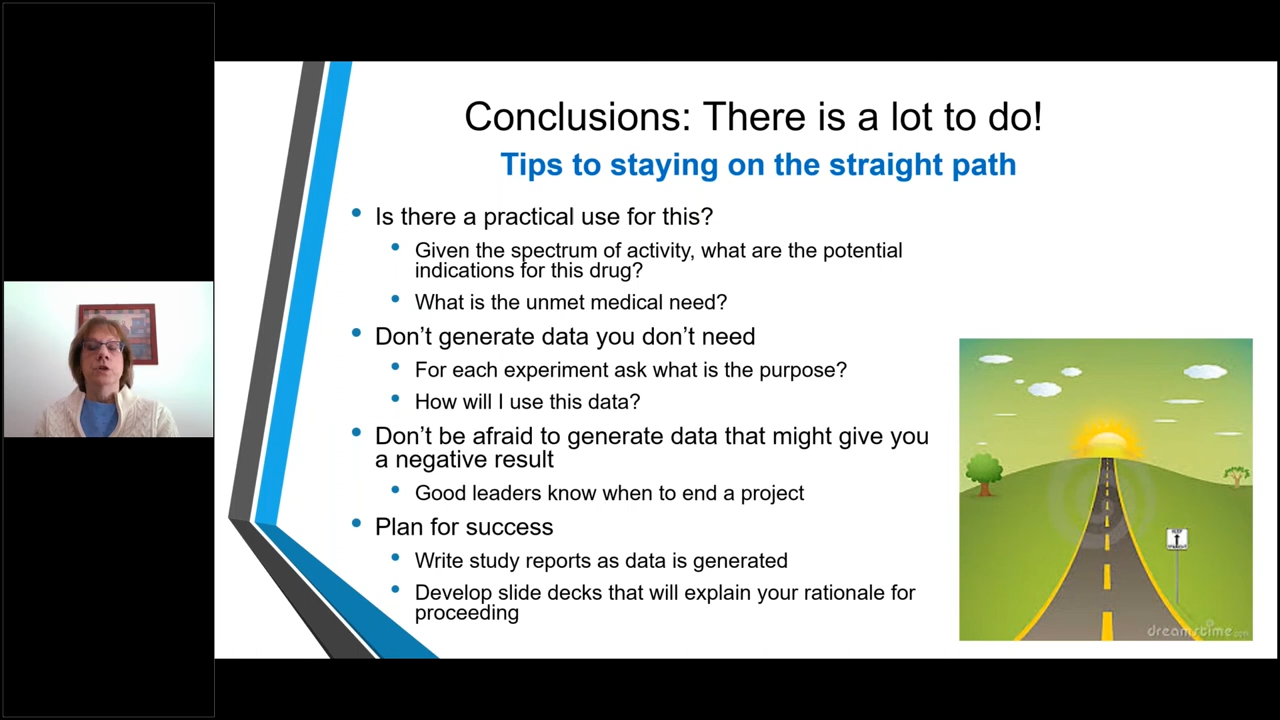 Conclusions: There is a lot to do!
Tips to staying on the straight path
Is there a practical use for this?
Given the spectrum of activity, what are the potential
indications for this drug?
What is the unmet medical need?
Don’t generate data you don’t need
For each experiment ask what is the purpose?
How will I use this data?
Don’t be afraid to generate data that might give you
a negative result
Good leaders know when to end a project
Plan for success
Write study reports as data is generated
Develop slide decks that will explain your rationale for
proceeding
dreamstime.com